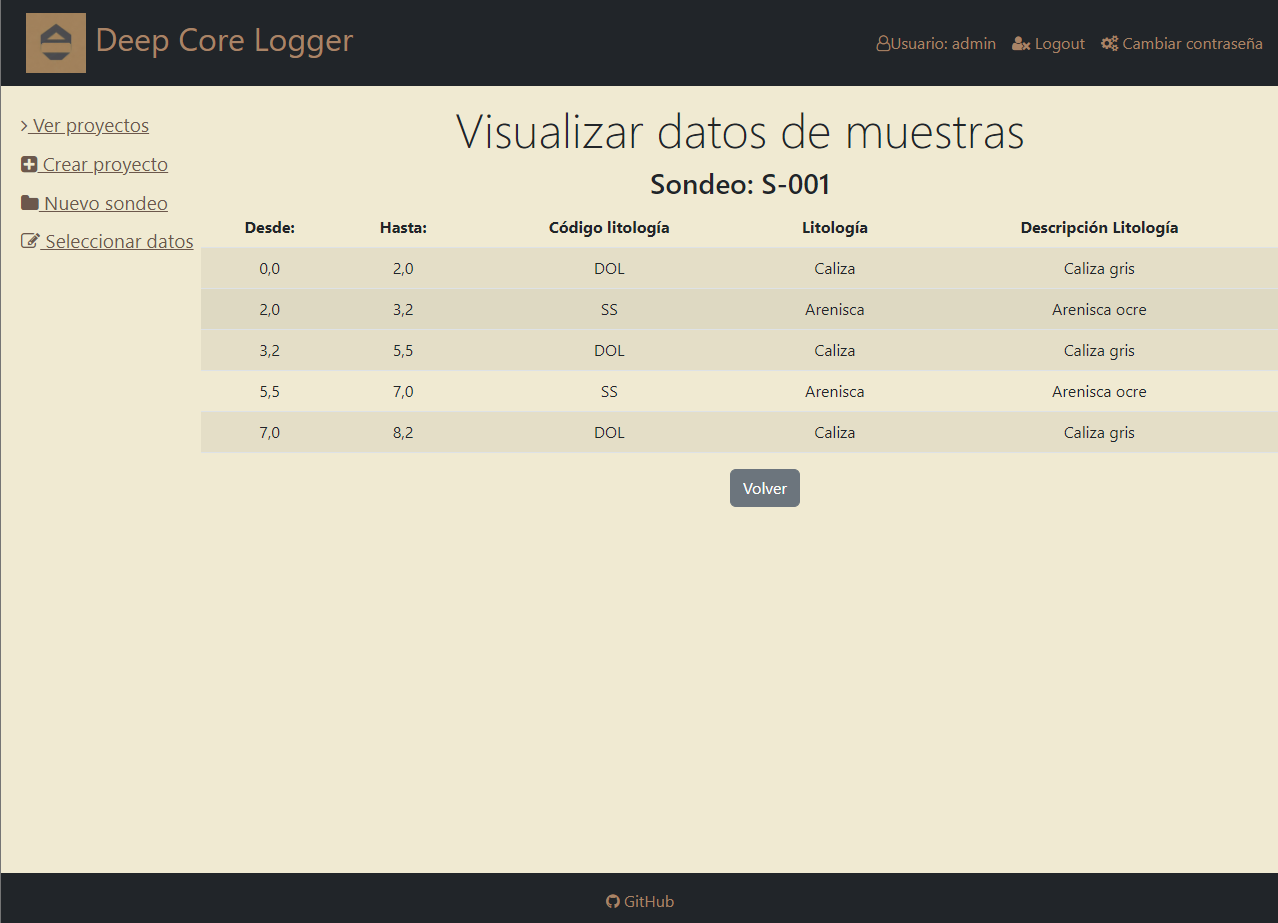 Deep Core Logger
Usuario: admin Logout Cambiar contraseña
Ver proyectos
Crear proyecto
Nuevo sondeo
Seleccionar datos
Visualizar datos de muestras
Sondeo: S-001
Desde: Hasta: Código litología Litología Descripción Litología
0,0 2,0 DOL Caliza Caliza gris
2,0 3,2 SS Arenisca Arenisca ocre
3,2 5,5 DOL Caliza Caliza gris
5,5 7,0 SS Arenisca Arenisca ocre
7,0 8,2 DOL Caliza Caliza gris
Volver
GitHub